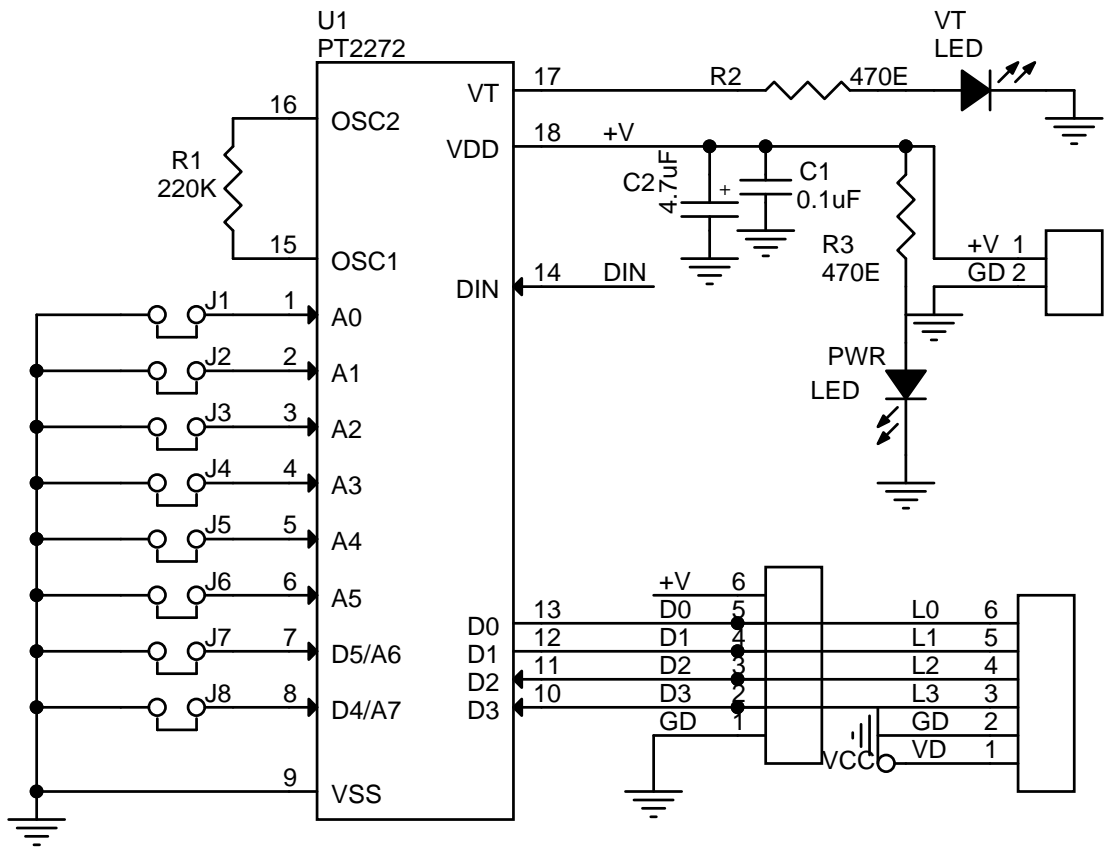 U1
PT2272
VT
LED
17
R2
470E
VT
16
OSC2
18
+V
VDD
R1
220K
C2
4.7uF
+
C1
0.1uF
15
OSC1
R3
470E
+V 1
GD 2
14
DIN
DIN
J1
1
A0
J2
2
A1
PWR
LED
J3
3
A2
J4
4
A3
J5
5
A4
J6
6
A5
+V
6
13
D0
5
L0
6
D0
12
D1
4
L1
5
J7
7
D5/A6
D1
11
D2
3
L2
4
D2
10
D3
2
L3
3
J8
8
D4/A7
D3
GD
1
GD
2
VCC
VD
1
9
VSS